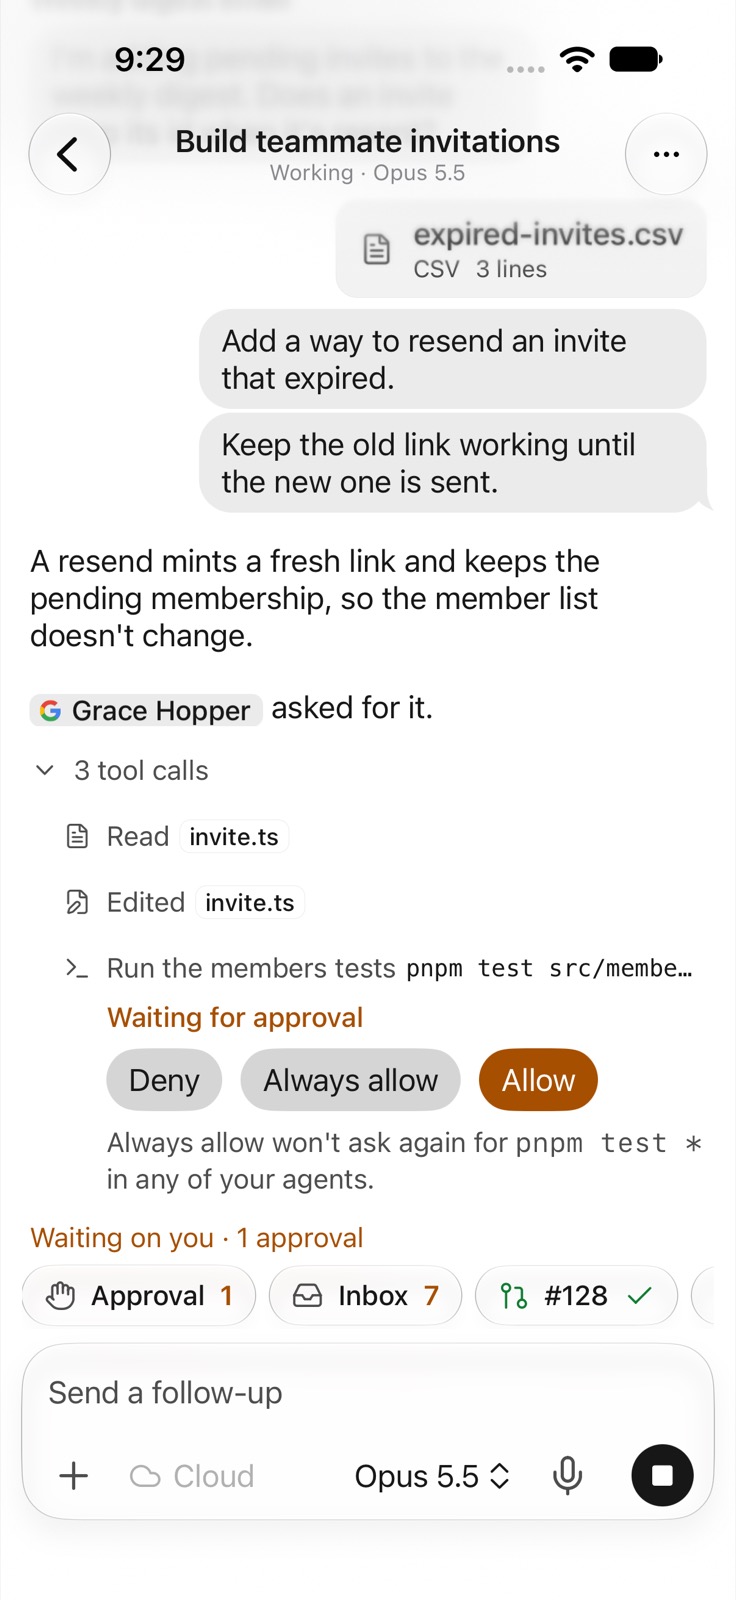 9:29
Build teammate invitations
Working · Opus 5.5
expired-invites.csv
CSV 3 lines
Add a way to resend an invite
that expired.
Keep the old link working until
the new one is sent.
A resend mints a fresh link and keeps the
pending membership, so the member list
doesn't change.
Grace Hopper asked for it.
3 tool calls
Read invite.ts
Edited invite.ts
Run the members tests pnpm test src/membe…
Waiting for approval
Deny
Always allow
Allow
Always allow won't ask again for pnpm test *
in any of your agents.
Waiting on you · 1 approval
Approval 1
Inbox 7
#128
Send a follow-up
Cloud
Opus 5.5